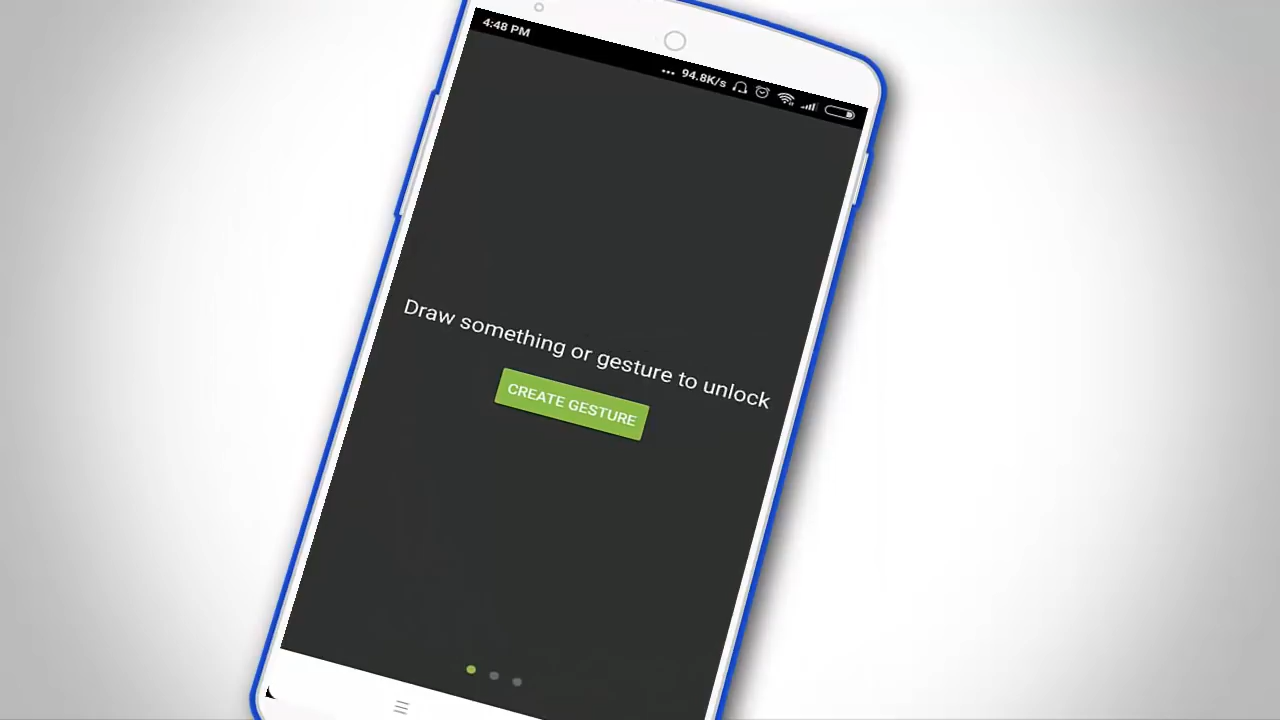 4:48 PM
... 94.8K/s
Draw something or gesture to unlock
CREATE GESTURE